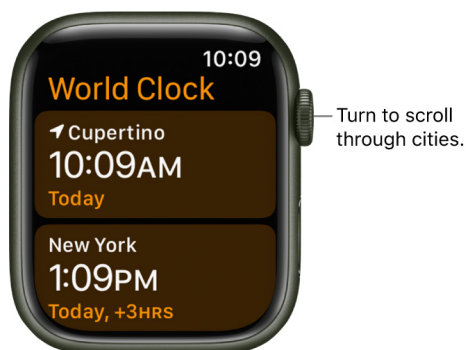 10:09
World Clock
Cupertino
10:09AM
Today
New York
1:09PM
Today, +3HRS
Turn to scroll
through cities.